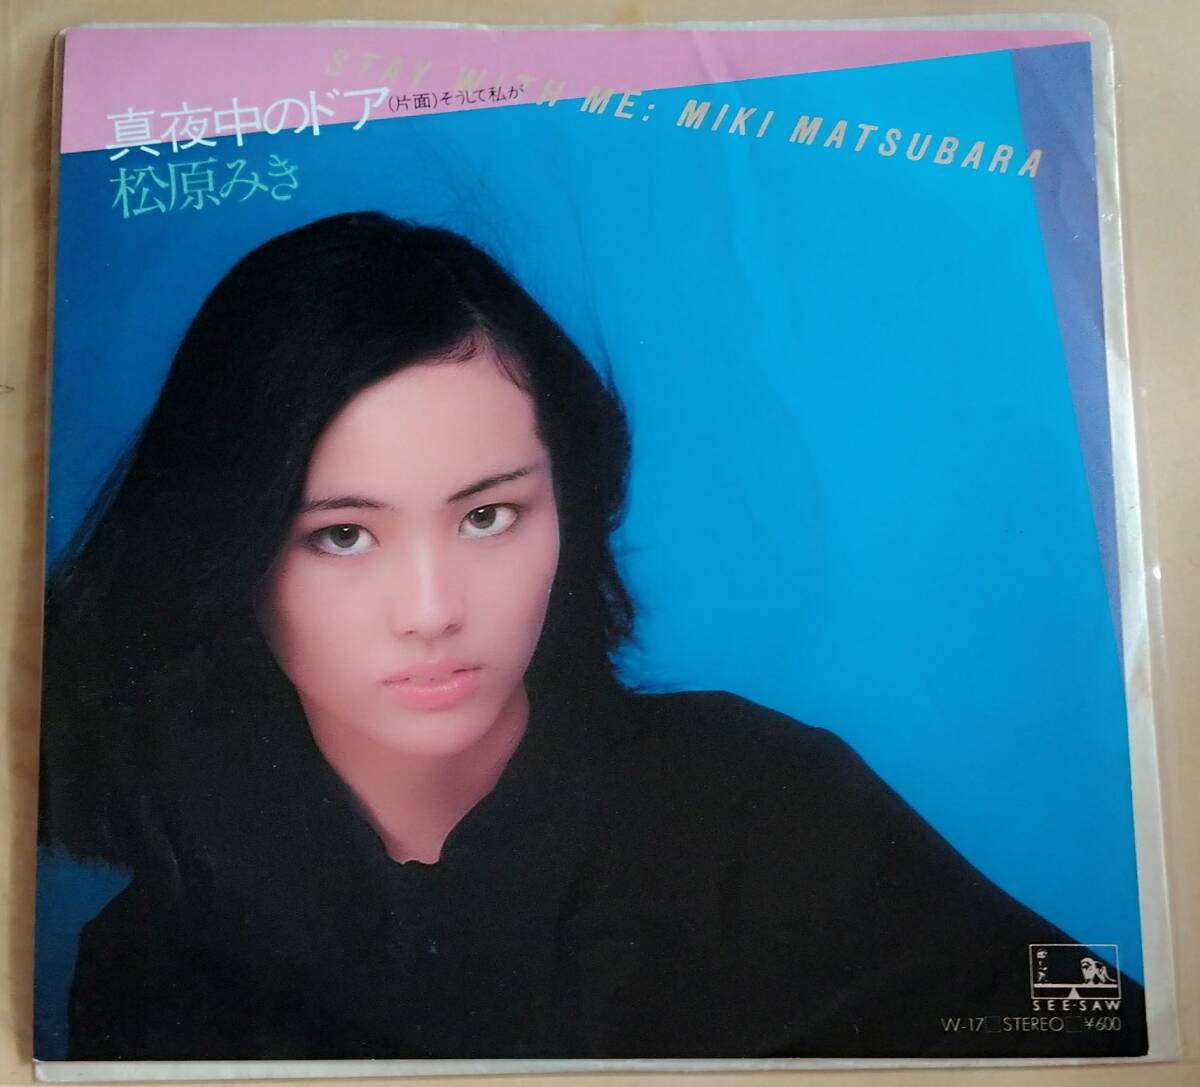 STAY WITH ME: MIKI MATSUBARA
真夜中のドア(片面)そうして私が
松原みき
SEE·SAW
W-17□STEREO□¥600